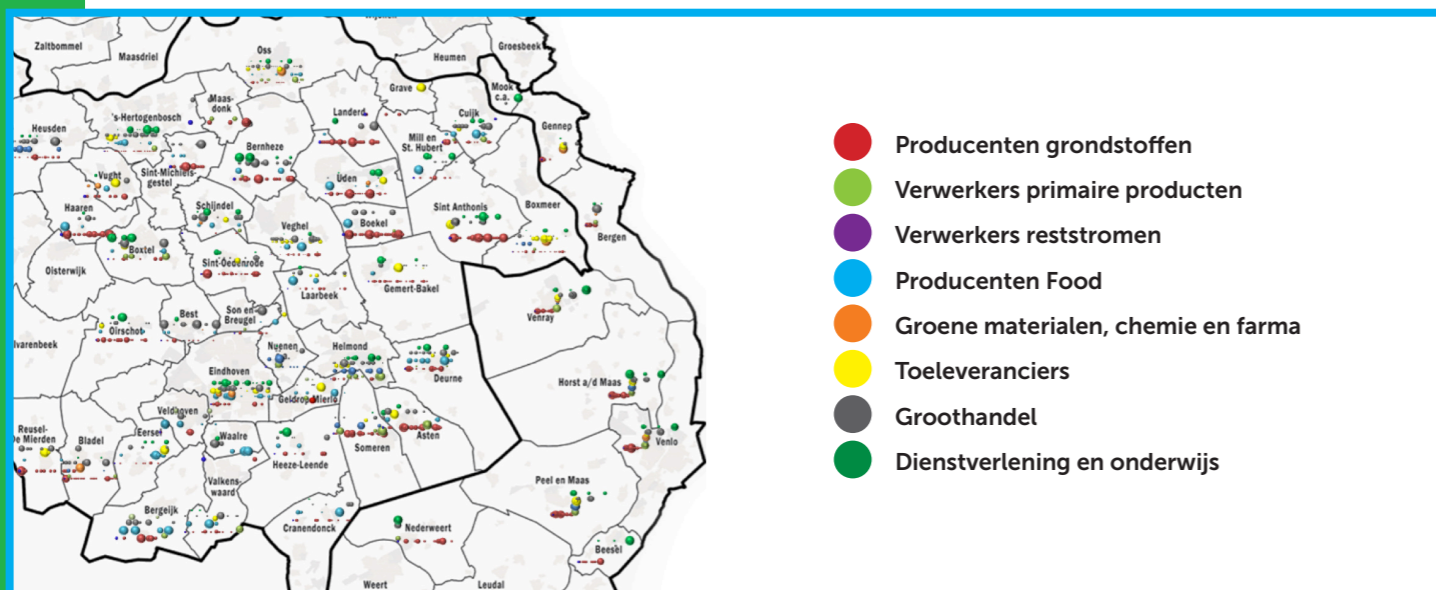 Zaltbommel
Maasdriel
Oss
Heumen
Groesbeek
Grave
Mook
c.a.
Maas-
donk
's-Hertogenbosch
Heusden
Landerd
Cuijk
Mill en
St. Hubert
Gennep
Bernheze
Sint-Michiels-
gestel
Vught
Uden
Haaren
Schijndel
Sint Anthonis
Boxmeer
Boekel
Veghel
Bergen
Boxtel
Oisterwijk
Sint-Oedenrode
Laarbeek
Gemert-Bakel
Best
Son en
Breugel
Oirschot
Venray
Nuenen
Helmond
lvarenbeek
Eindhoven
Deurne
Geldrop-Mierlo
Horst a/d Maas
Veldhoven
Reusel-
De Mierden
Bladel
Eersel
Waalre
Someren
Asten
Venlo
Heeze-Leende
Valkens-
waard
Peel en Maas
Bergeijk
Cranendonck
Nederweert
Beesel
Weert
Leudal
Producenten grondstoffen
Verwerkers primaire producten
Verwerkers reststromen
Producenten Food
Groene materialen, chemie en farma
Toeleveranciers
Groothandel
Dienstverlening en onderwijs